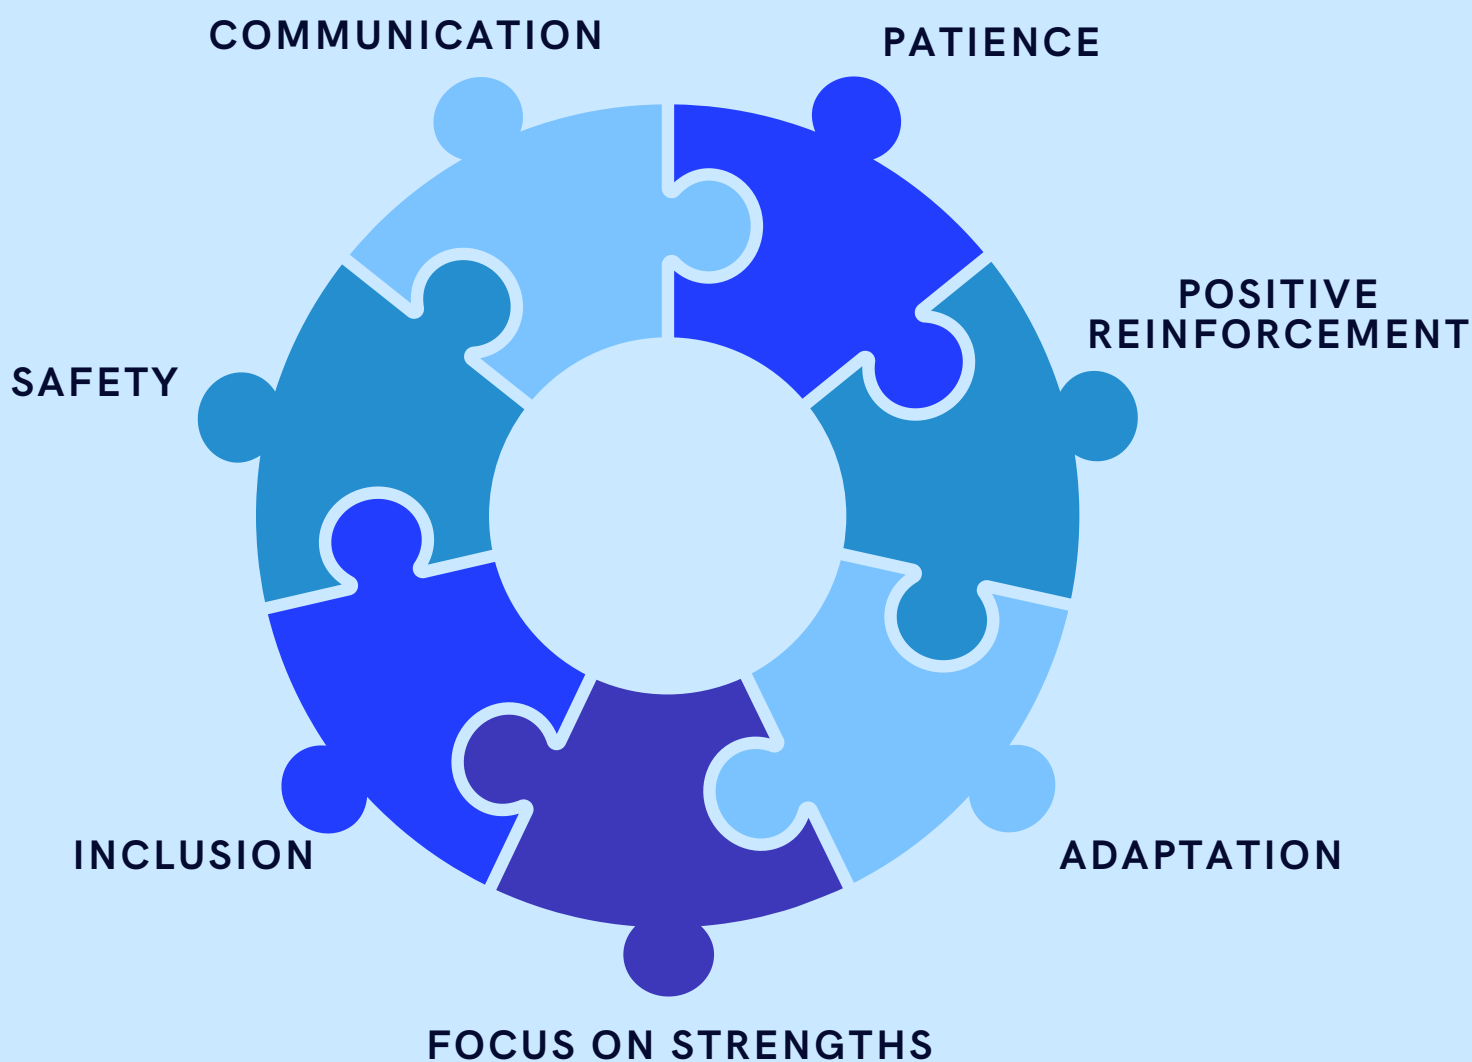 COMMUNICATION
PATIENCE
POSITIVE
REINFORCEMENT
SAFETY
INCLUSION
ADAPTATION
FOCUS ON STRENGTHS